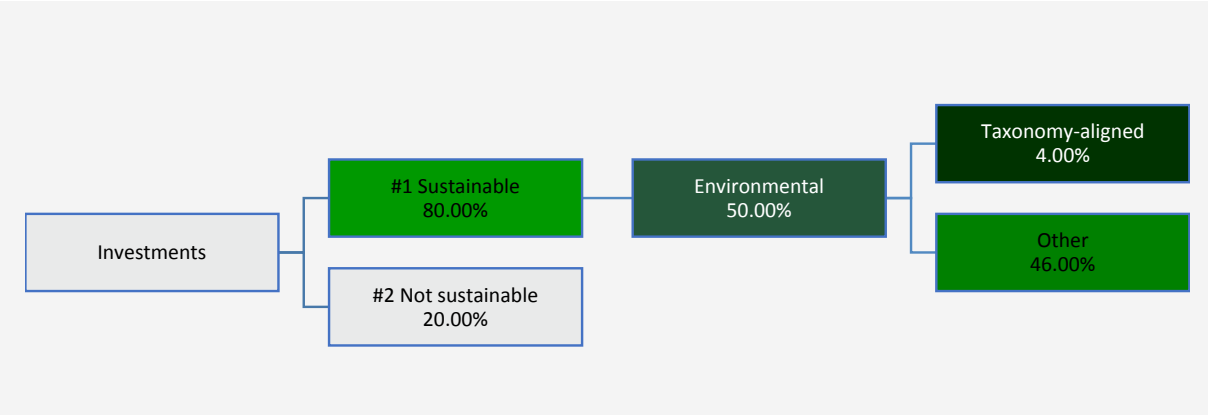 Investments
#1 Sustainable
80.00%
#2 Not sustainable
20.00%
Environmental
50.00%
Taxonomy-aligned
4.00%
Other
46.00%